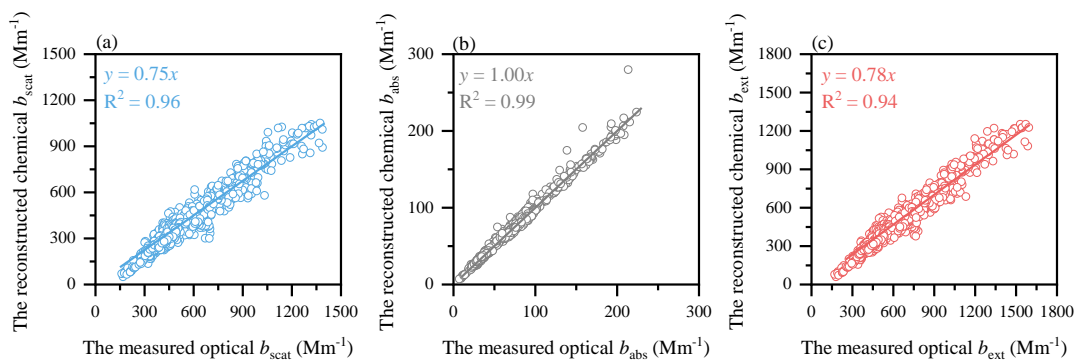 (a)
y = 0.75x
R² = 0.96
The reconstructed chemical b_scat (Mm⁻¹)
1500
1200
900
600
300
0
0 300 600 900 1200 1500
The measured optical b_scat (Mm⁻¹)
(b)
y = 1.00x
R² = 0.99
The reconstructed chemical b_abs (Mm⁻¹)
300
200
100
0
0 100 200 300
The measured optical b_abs (Mm⁻¹)
(c)
y = 0.78x
R² = 0.94
The reconstructed chemical b_ext (Mm⁻¹)
1800
1500
1200
900
600
300
0
0 300 600 900 1200 1500 1800
The measured optical b_ext (Mm⁻¹)